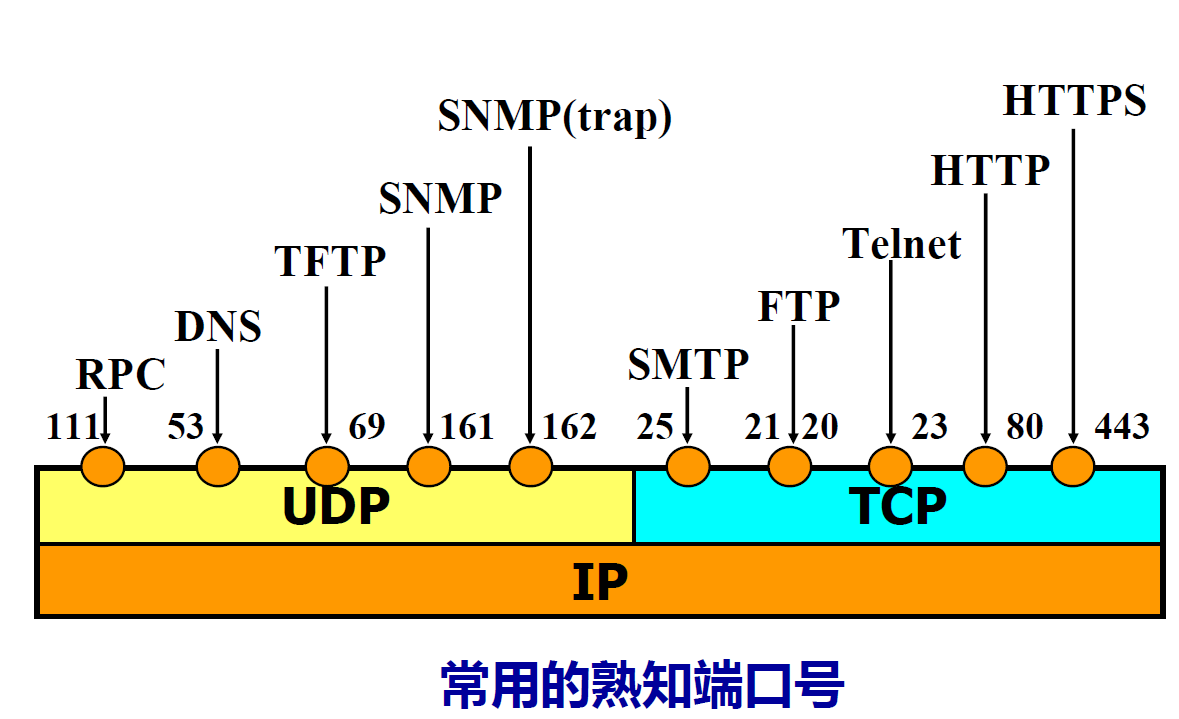 HTTPS
SNMP(trap)
HTTP
SNMP
Telnet
TFTP
FTP
DNS
SMTP
RPC
111 53 69 161 162 25 21 20 23 80 443
UDP TCP
IP
常用的熟知端口号